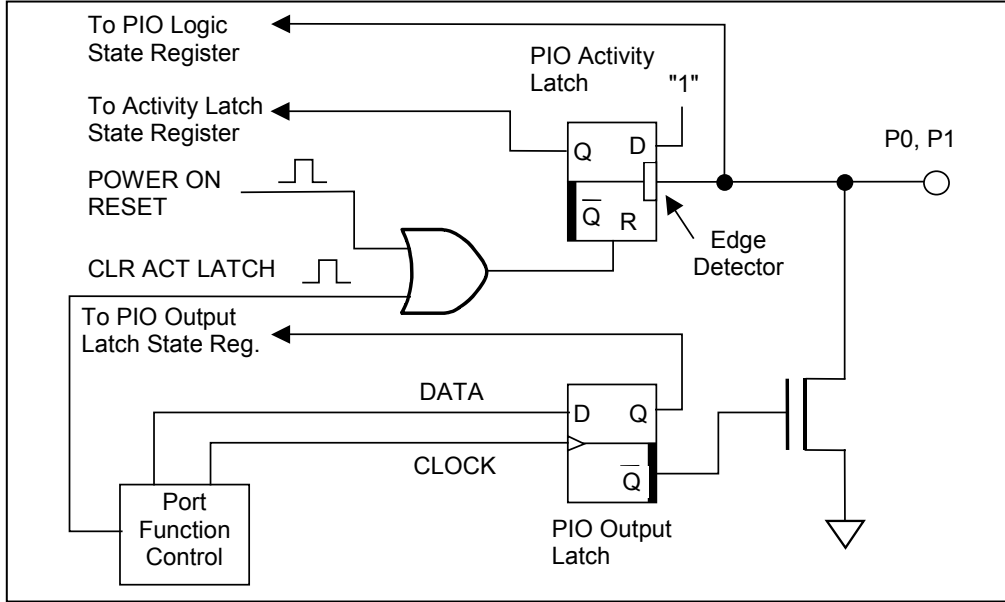 To PIO Logic
State Register
PIO Activity
Latch
"1"
To Activity Latch
State Register
Q
D
P0, P1
POWER ON
RESET
Q̅
R
Edge
Detector
CLR ACT LATCH
To PIO Output
Latch State Reg.
DATA
D
Q
CLOCK
Q̅
Port
Function
Control
PIO Output
Latch